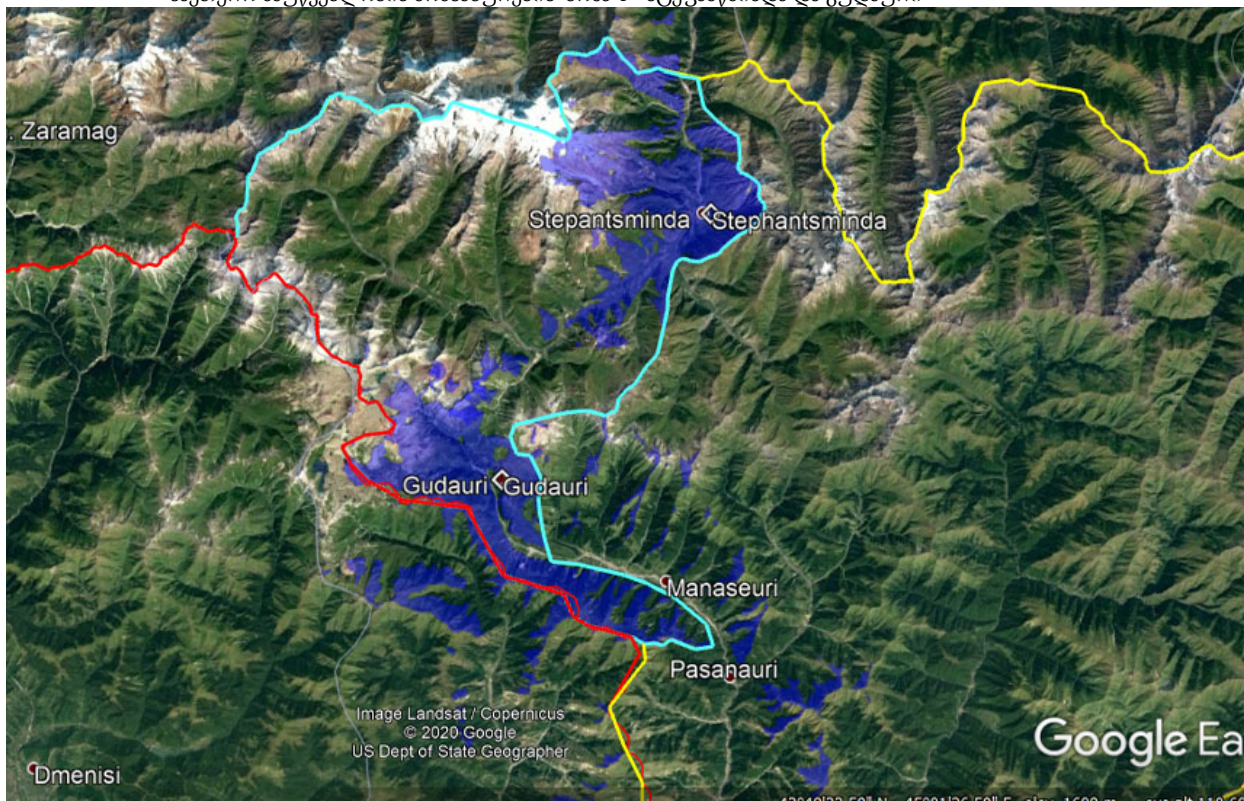 . Zaramag
Stepantsminda
Stephantsminda
Gudauri
Gudauri
Manaseuri
Pasanauri
Image Landsat / Copernicus
© 2020 Google
US Dept of State Geographer
Dmenisi
Google Ea